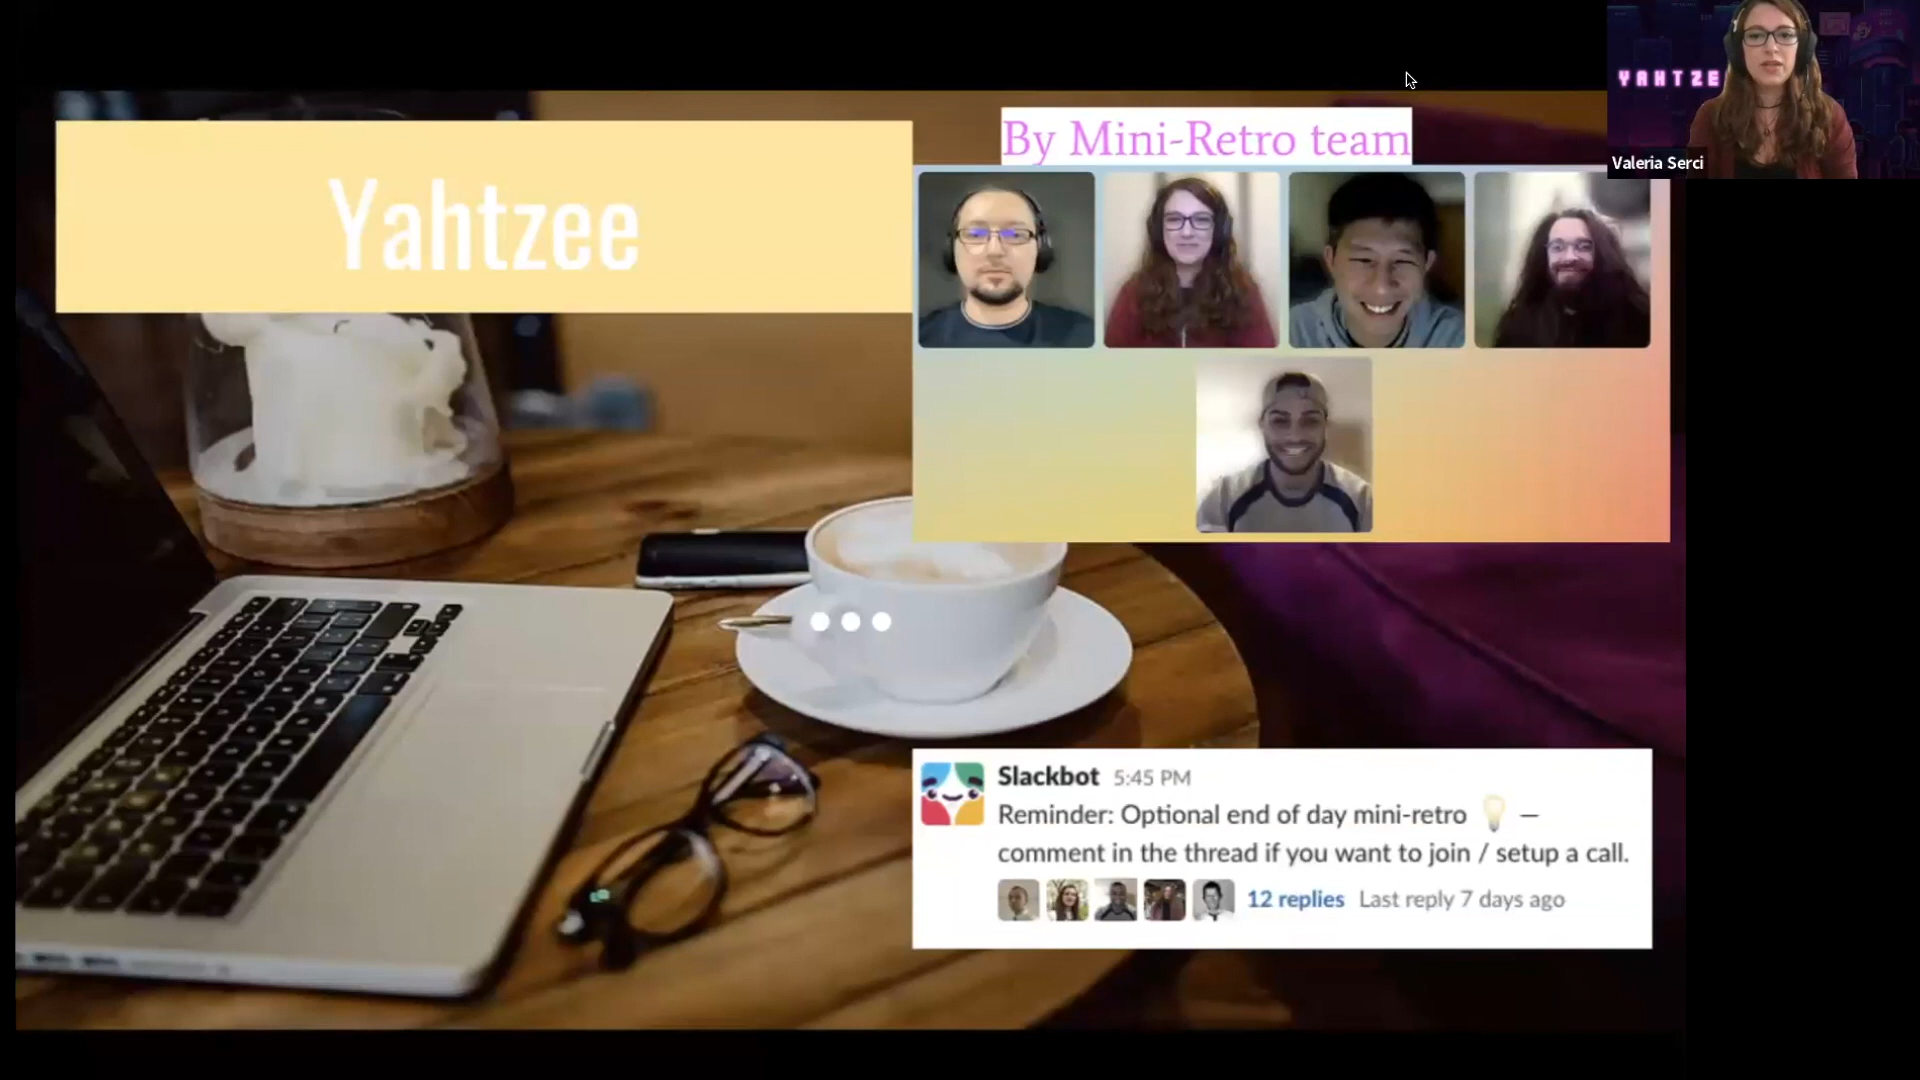 Yahtzee
By Mini-Retro team
YAHTZE
Valeria Serci
Slackbot 5:45 PM
Reminder: Optional end of day mini-retro 💡 —
comment in the thread if you want to join / setup a call.
12 replies Last reply 7 days ago